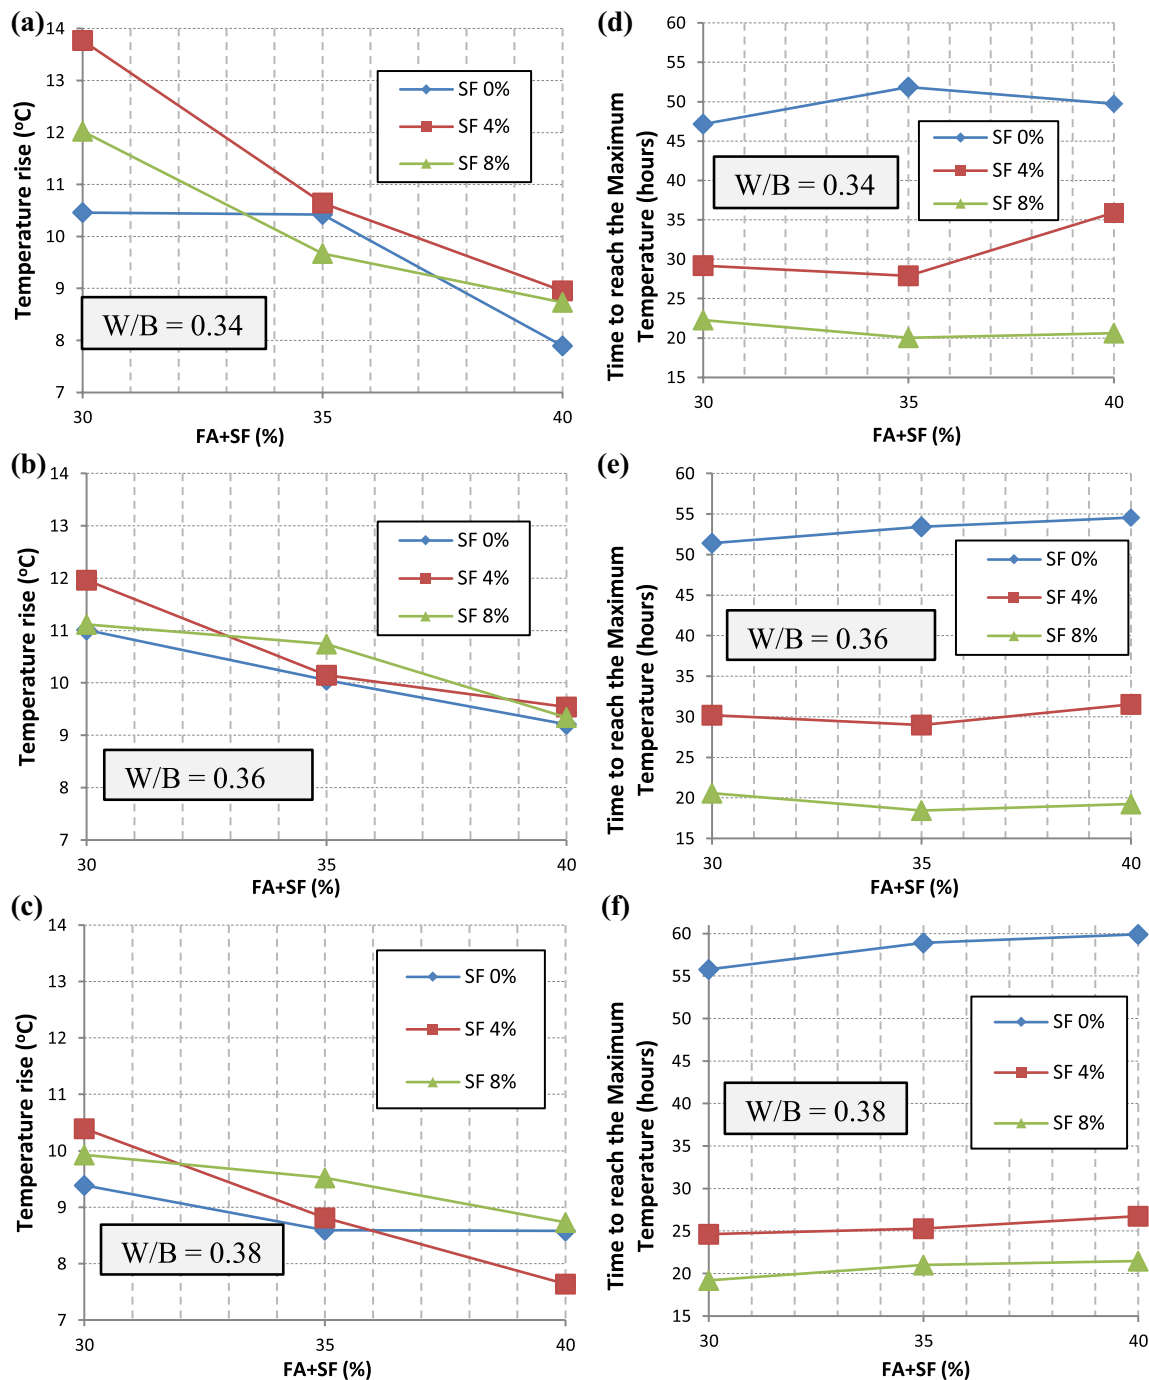 (a)
14
13
12
11
10
9
8
7
30
35
40
Temperature rise (ºC)
FA+SF (%)
SF 0%
SF 4%
SF 8%
W/B = 0.34
(d)
60
55
50
45
40
35
30
25
20
15
30
35
40
Time to reach the Maximum
Temperature (hours)
FA+SF (%)
SF 0%
SF 4%
SF 8%
W/B = 0.34
(b)
14
13
12
11
10
9
8
7
30
35
40
Temperature rise (ºC)
FA+SF (%)
SF 0%
SF 4%
SF 8%
W/B = 0.36
(e)
60
55
50
45
40
35
30
25
20
15
30
35
40
Time to reach the Maximum
Temperature (hours)
FA+SF (%)
SF 0%
SF 4%
SF 8%
W/B = 0.36
(c)
14
13
12
11
10
9
8
7
30
35
40
Temperature rise (ºC)
FA+SF (%)
SF 0%
SF 4%
SF 8%
W/B = 0.38
(f)
60
55
50
45
40
35
30
25
20
15
30
35
40
Time to reach the Maximum
Temperature (hours)
FA+SF (%)
SF 0%
SF 4%
SF 8%
W/B = 0.38